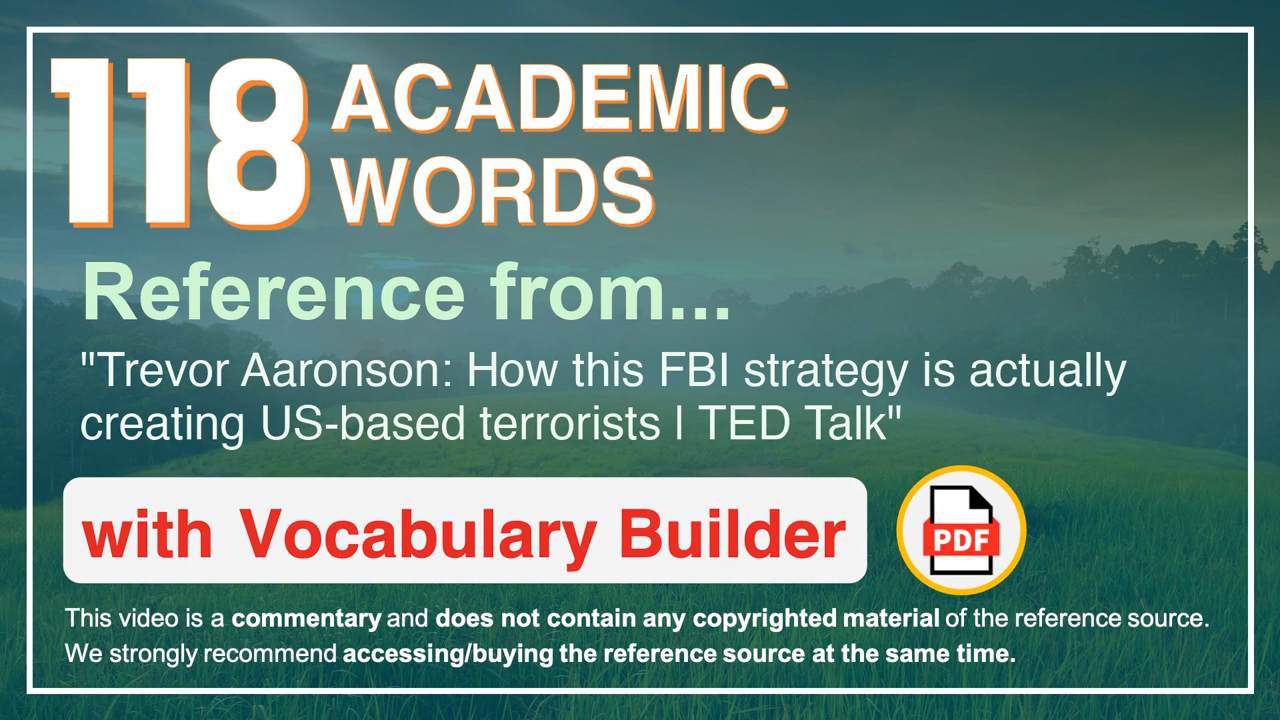 118 ACADEMIC
WORDS
Reference from...
"Trevor Aaronson: How this FBI strategy is actually
creating US-based terrorists | TED Talk"
with Vocabulary Builder
PDF
This video is a commentary and does not contain any copyrighted material of the reference source.
We strongly recommend accessing/buying the reference source at the same time.